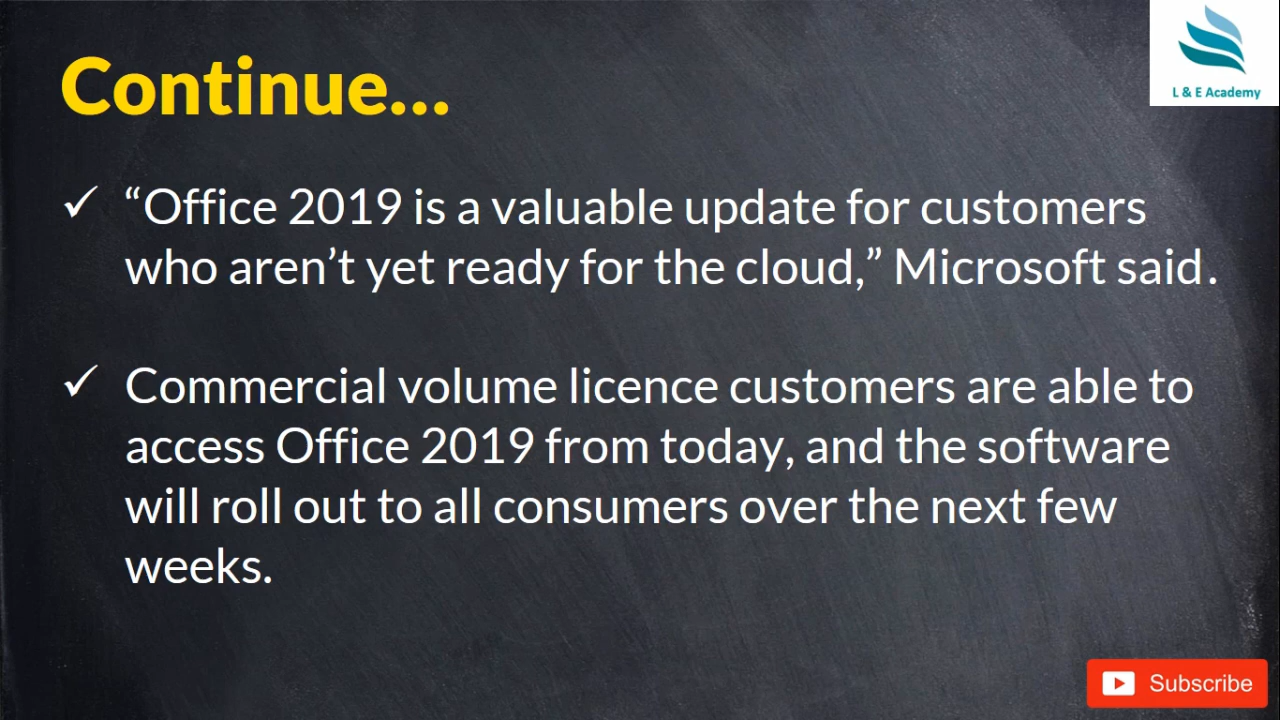 Continue...
L & E Academy
✓ “Office 2019 is a valuable update for customers
who aren’t yet ready for the cloud,” Microsoft said.
✓ Commercial volume licence customers are able to
access Office 2019 from today, and the software
will roll out to all consumers over the next few
weeks.
Subscribe